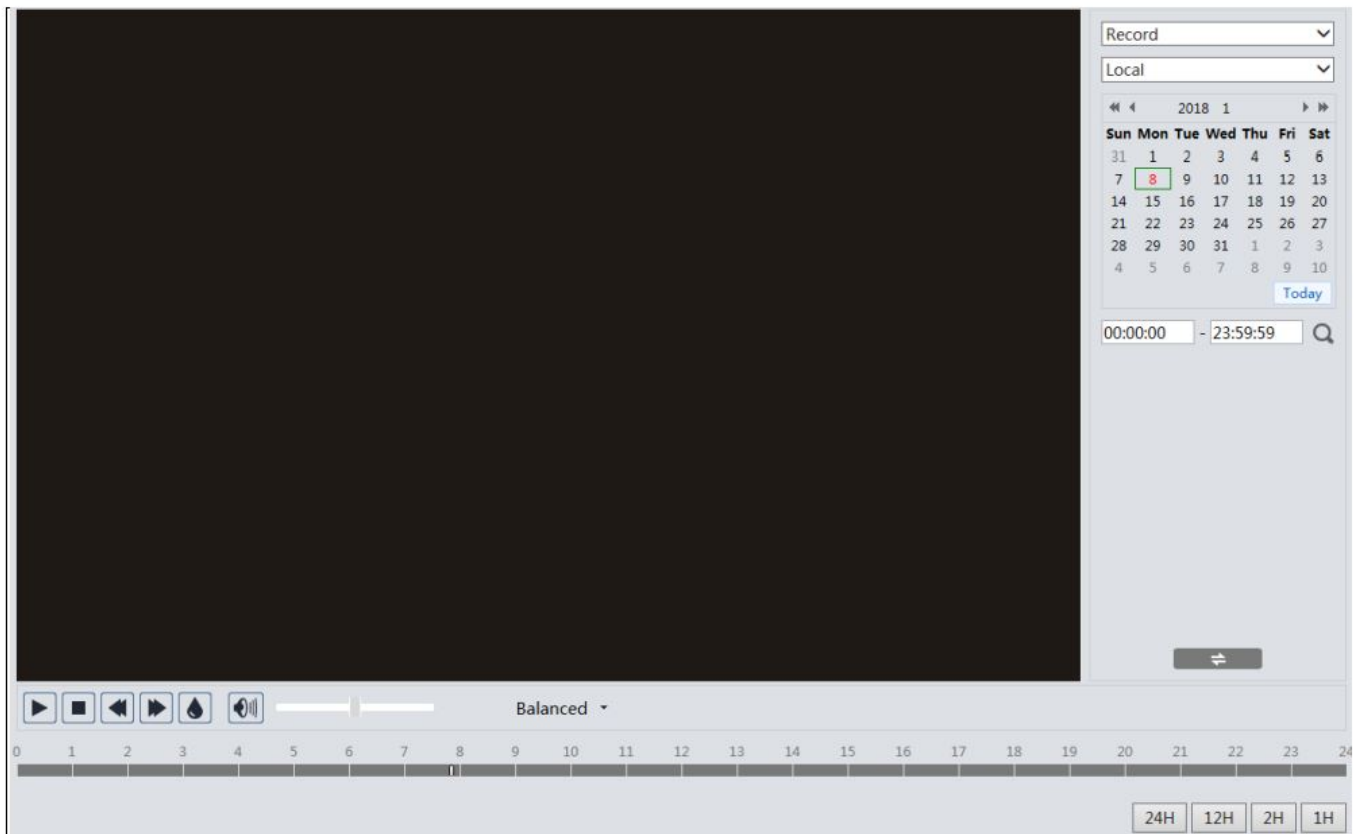 Record
Local
2018 1
Sun Mon Tue Wed Thu Fri Sat
31 1 2 3 4 5 6
7 8 9 10 11 12 13
14 15 16 17 18 19 20
21 22 23 24 25 26 27
28 29 30 31 1 2 3
4 5 6 7 8 9 10
Today
00:00:00 - 23:59:59
Balanced
0 1 2 3 4 5 6 7 8 9 10 11 12 13 14 15 16 17 18 19 20 21 22 23 24
24H 12H 2H 1H